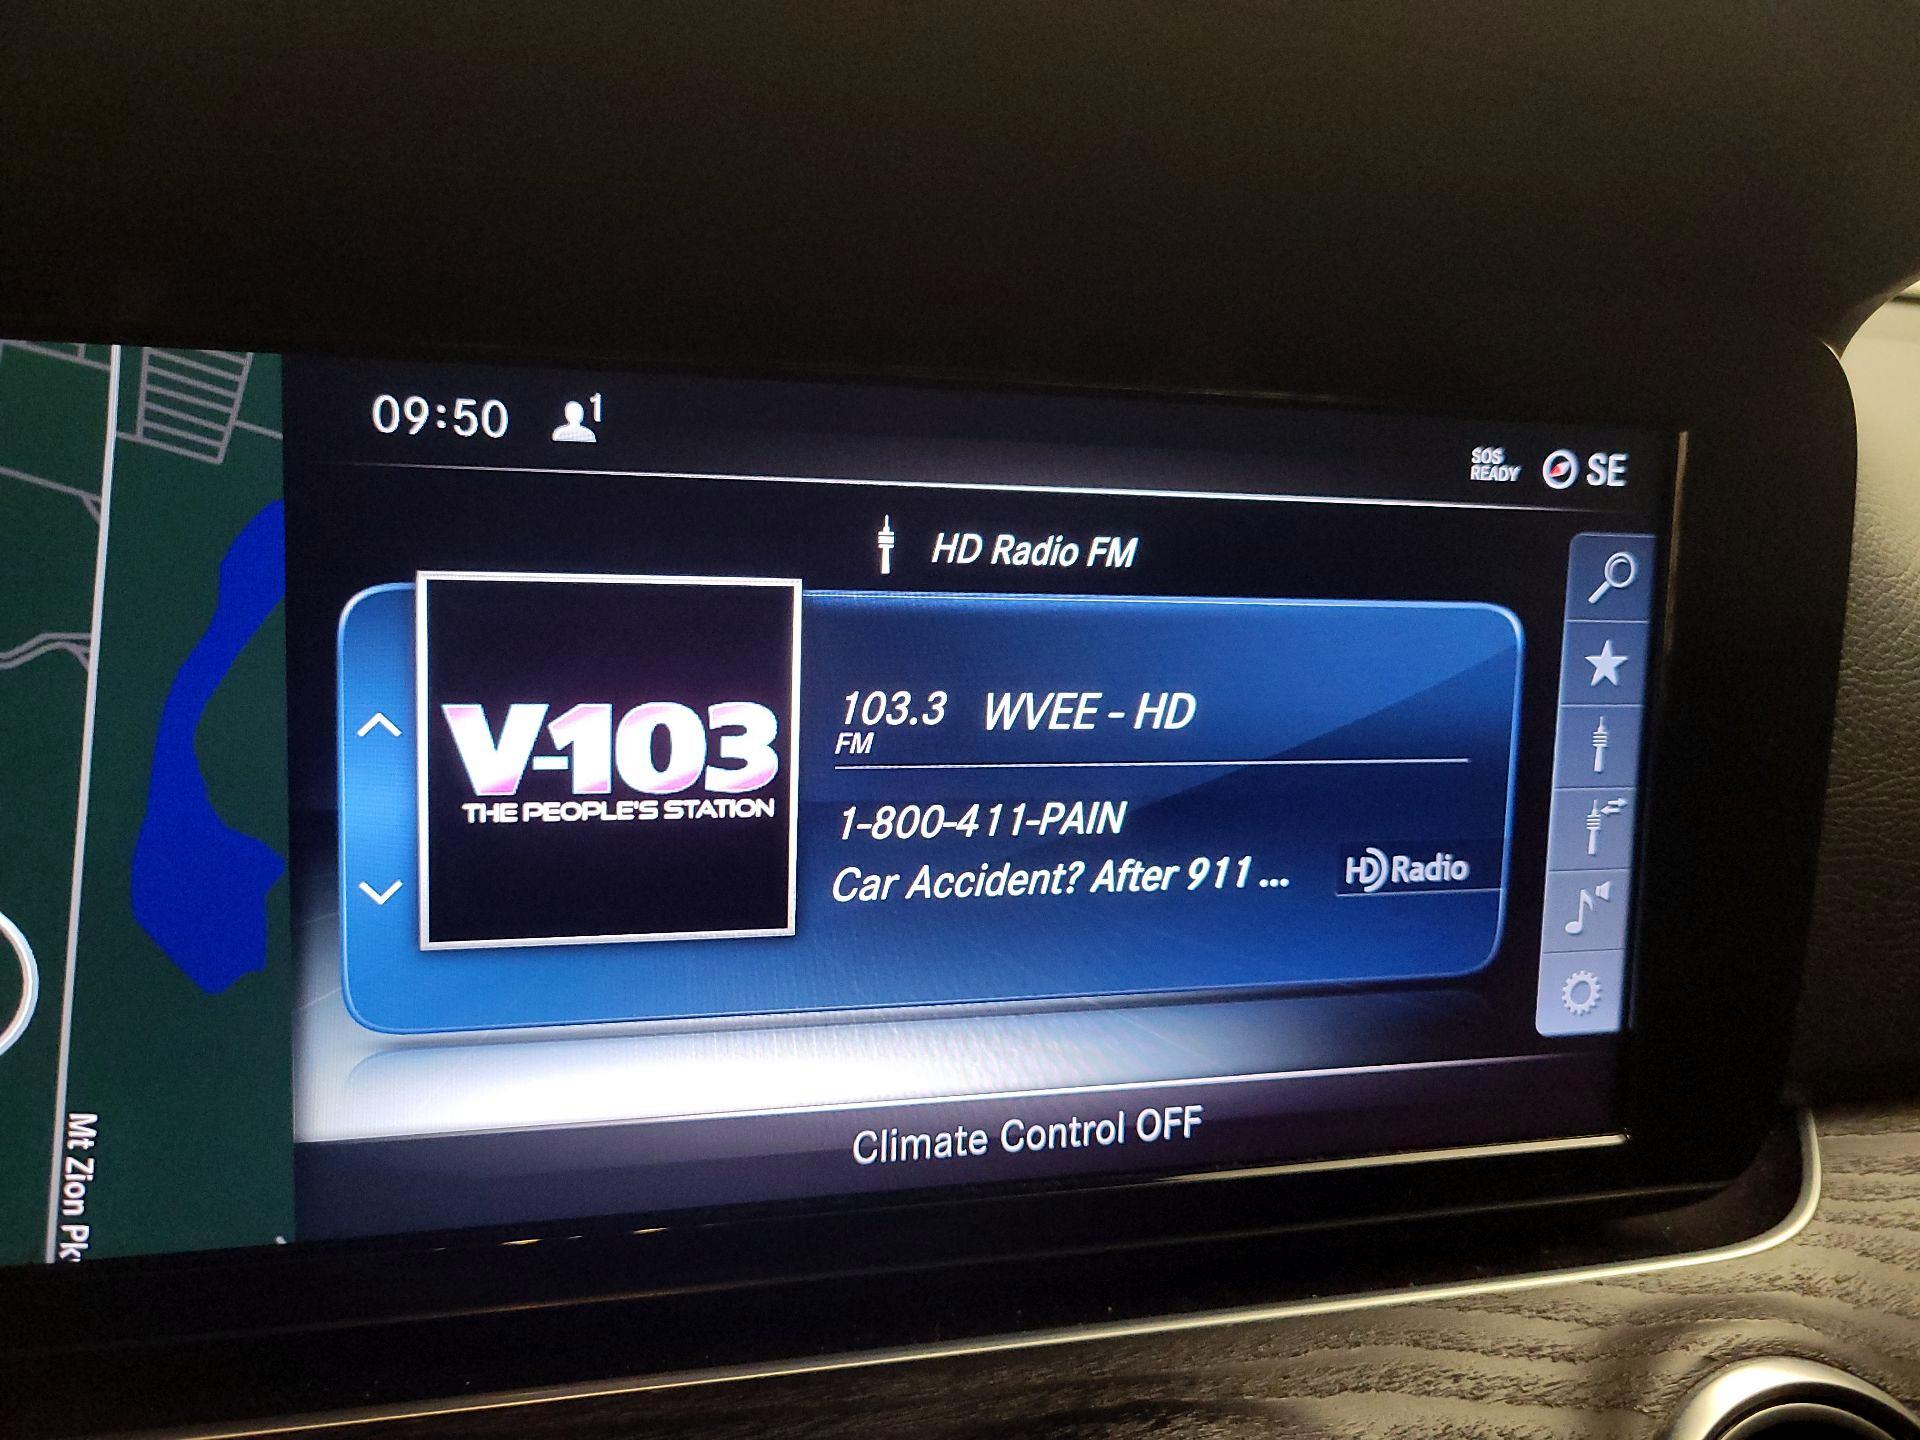 09:50 1
SOS
READY
SE
HD Radio FM
V-103
THE PEOPLE'S STATION
103.3 WVEE - HD
FM
1-800-411-PAIN
Car Accident? After 911 ...
HD Radio
Climate Control OFF
Mt Zion Pk